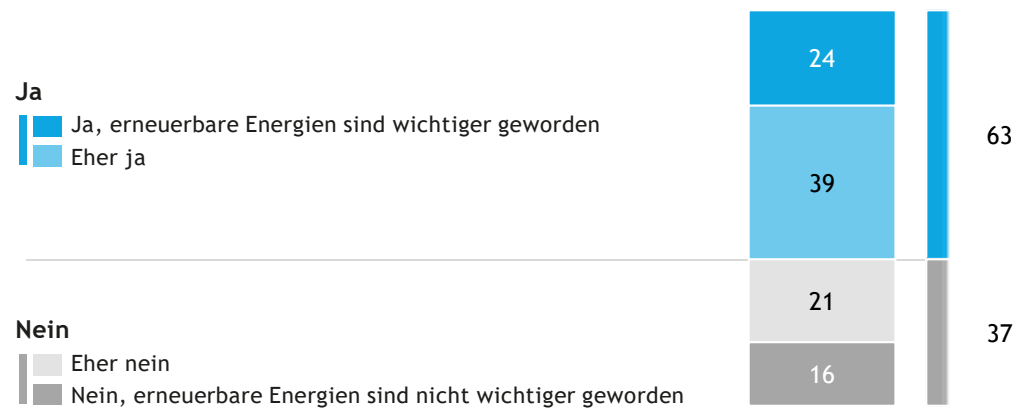 24
Ja
Ja, erneuerbare Energien sind wichtiger geworden
Eher ja
63
39
21
Nein
37
Eher nein
16
Nein, erneuerbare Energien sind nicht wichtiger geworden